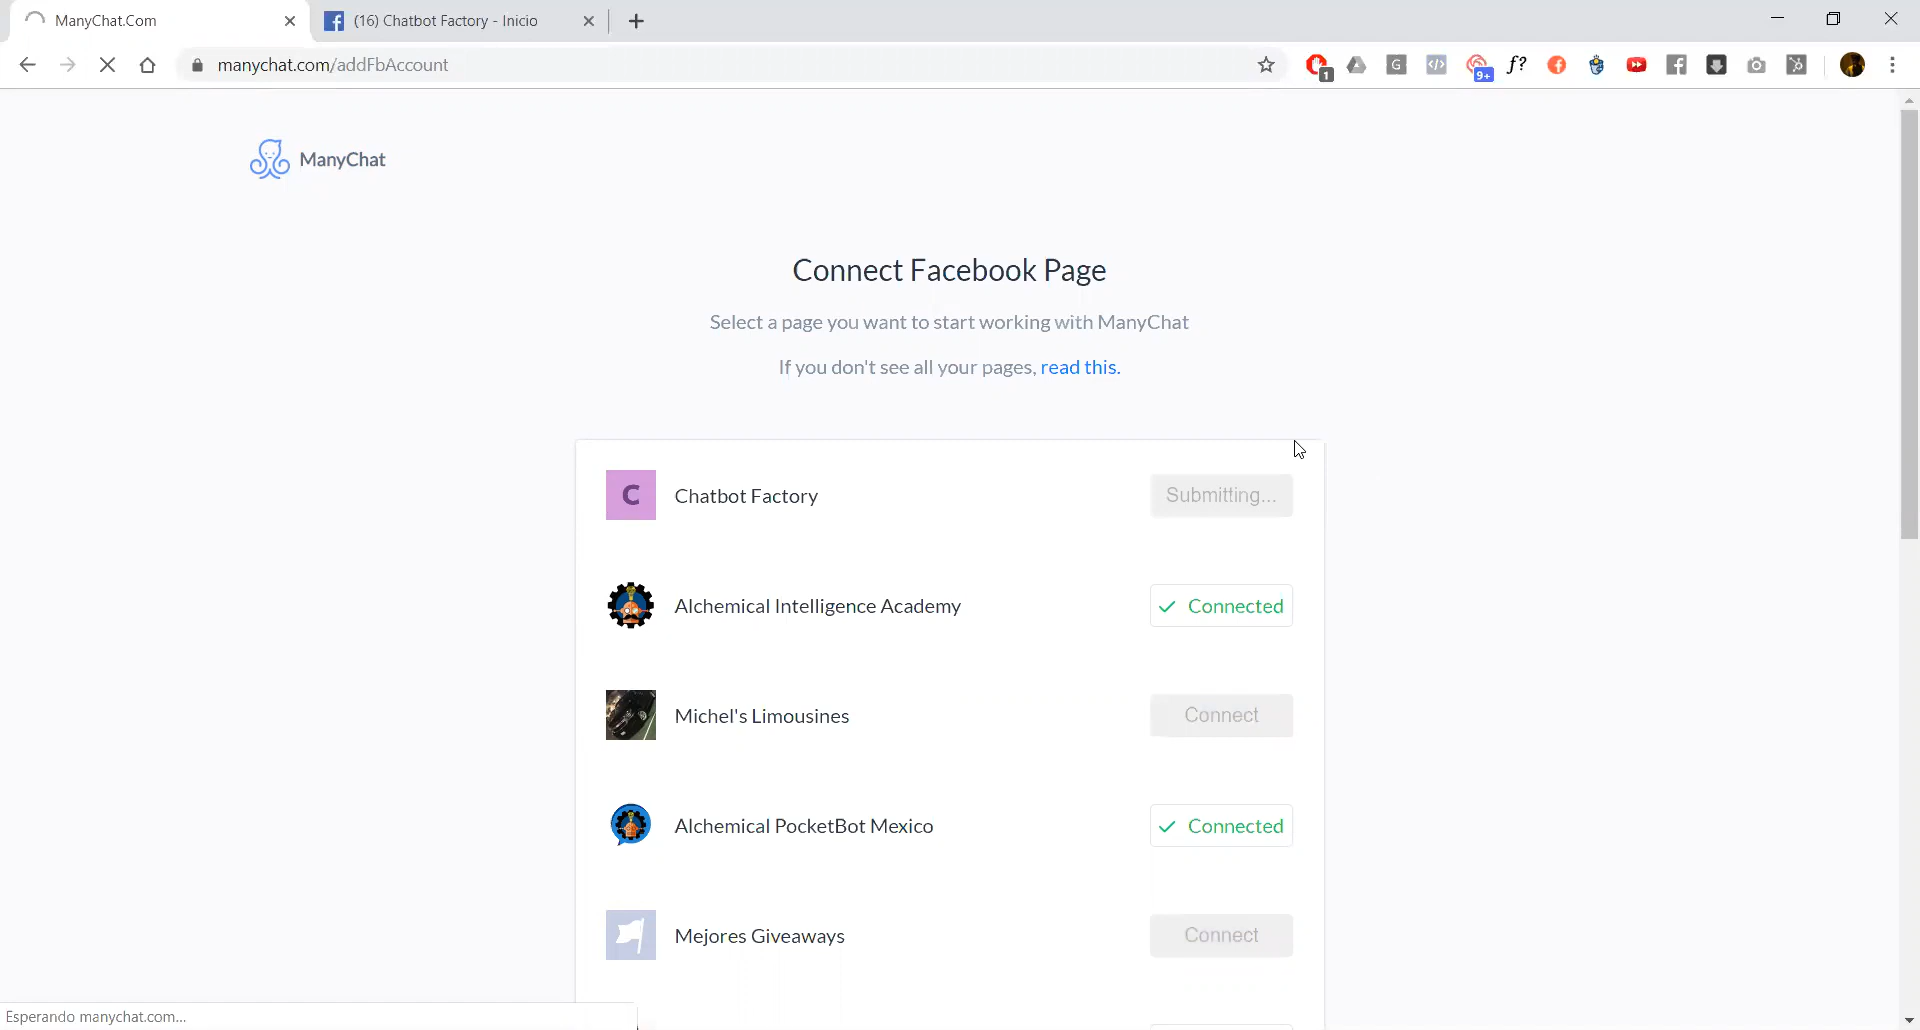 ManyChat.Com
(16) Chatbot Factory - Inicio
manychat.com/addFbAccount
1
G
</>
9+
f?
ManyChat
Connect Facebook Page
Select a page you want to start working with ManyChat
If you don't see all your pages, read this.
C
Chatbot Factory
Submitting...
Alchemical Intelligence Academy
Connected
Michel's Limousines
Connect
Alchemical PocketBot Mexico
Connected
Mejores Giveaways
Connect
Esperando manychat.com...